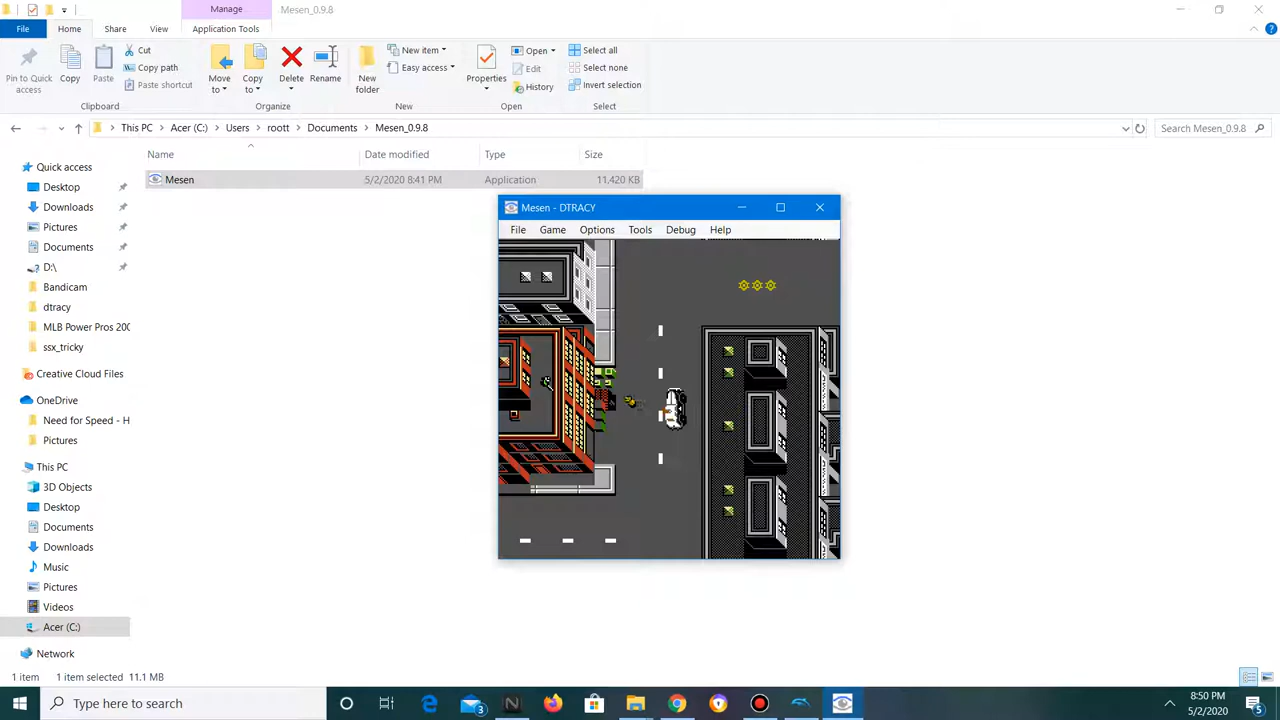 Manage
Mesen_0.9.8
File
Home
Share
View
Application Tools
Pin to Quick access
Copy
Paste
Cut
Copy path
Paste shortcut
Clipboard
Move to
Copy to
Delete
Rename
Organize
New folder
New item
Easy access
New
Properties
Open
Edit
History
Open
Select all
Select none
Invert selection
Select
This PC
Acer (C:)
Users
roott
Documents
Mesen_0.9.8
Search Mesen_0.9.8
Name
Date modified
Type
Size
Mesen
5/2/2020 8:41 PM
Application
11,420 KB
Quick access
Desktop
Downloads
Pictures
Documents
D:\
Bandicam
dtracy
MLB Power Pros 200
ssx_tricky
Creative Cloud Files
OneDrive
Need for Speed - H
Pictures
This PC
3D Objects
Desktop
Documents
Downloads
Music
Pictures
Videos
Acer (C:)
Network
Mesen - DTRACY
File
Game
Options
Tools
Debug
Help
1 item
1 item selected 11.1 MB
Type here to search
3
8:50 PM
5/2/2020
5